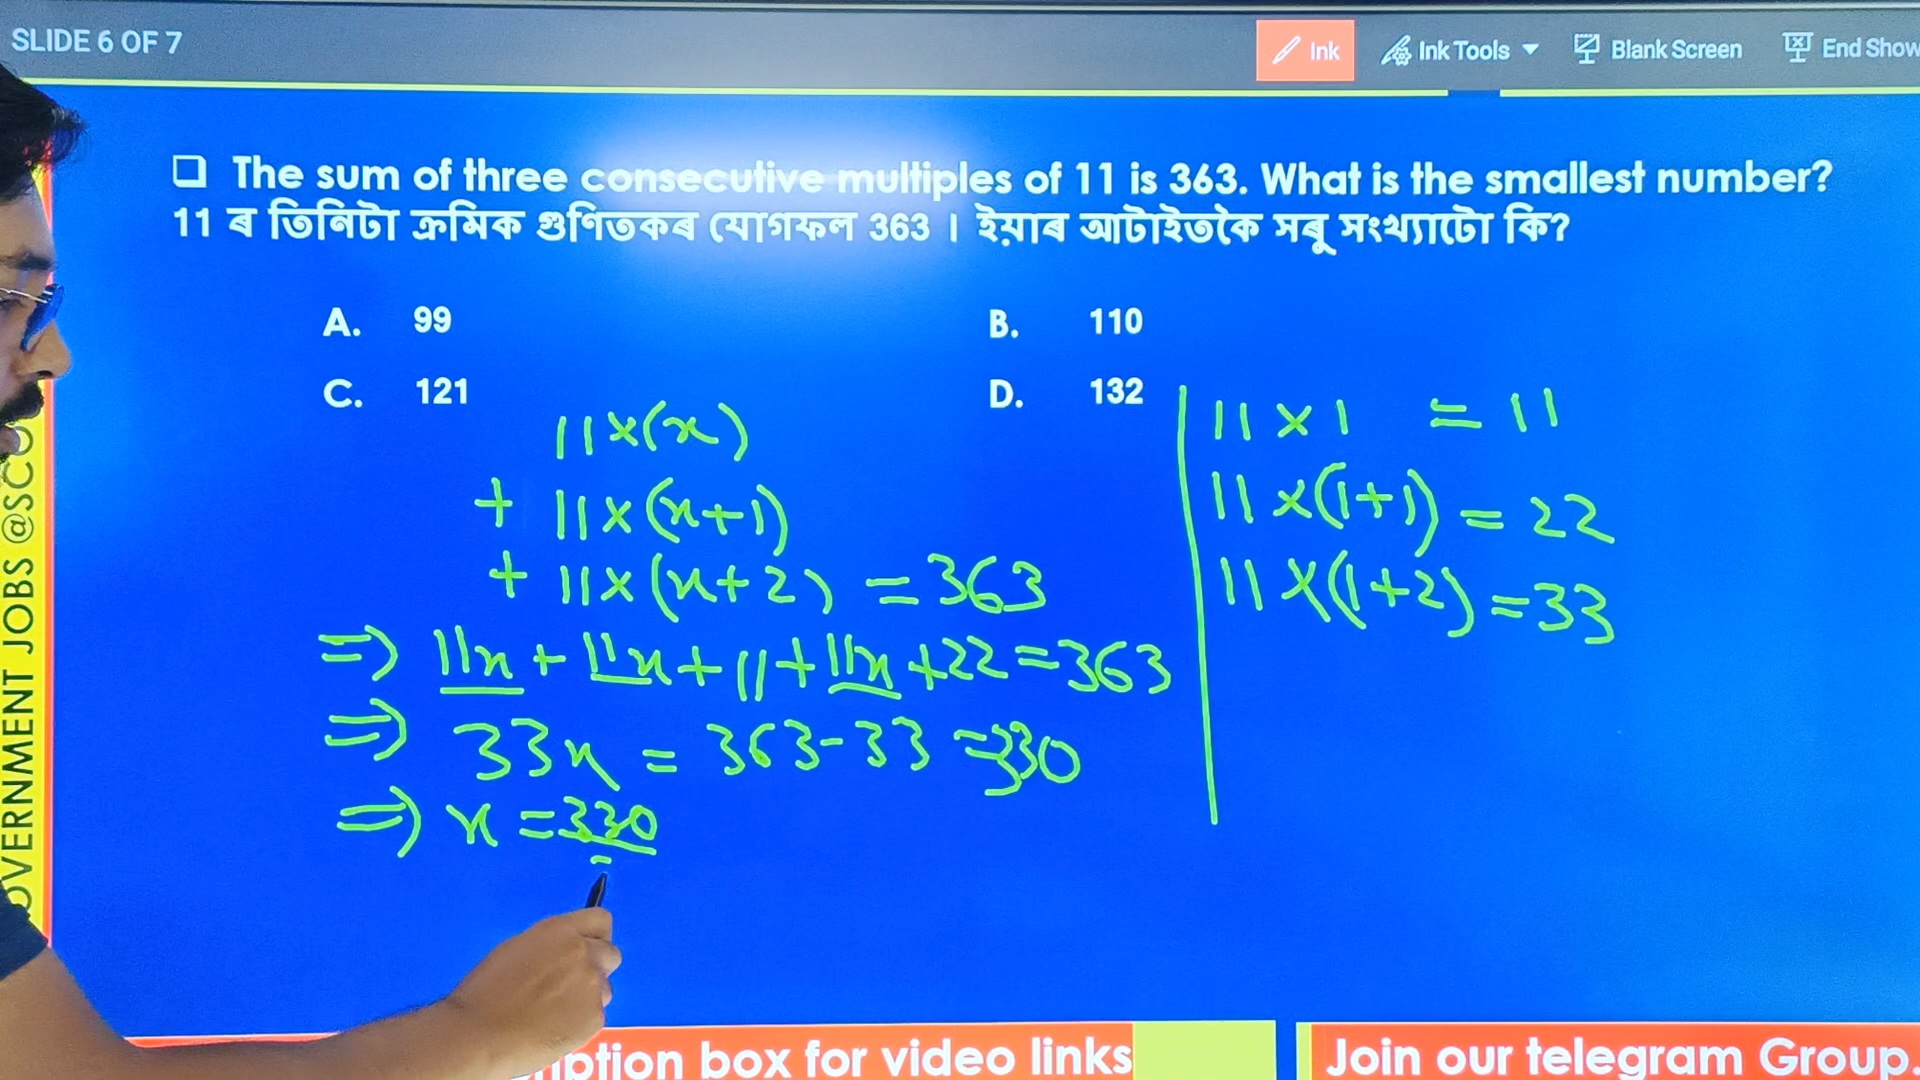 SLIDE 6 OF 7
Ink
Ink Tools
Blank Screen
End Show
❑ The sum of three consecutive multiples of 11 is 363. What is the smallest number?
11 ৰ তিনিটা ক্ৰমিক গুণিতকৰ যোগফল 363 । ইয়াৰ আটাইতকৈ সৰু সংখ্যাটো কি?
A. 99
B. 110
C. 121
D. 132
11×(x)
+ 11×(x+1)
+ 11×(x+2) = 363
⇒ 11x + 11x + 11 + 11x + 22 = 363
⇒ 33x = 363-33 = 330
⇒ x = 330
11 × 1 = 11
11 ×(1+1) = 22
11 ×(1+2) = 33
GOVERNMENT JOBS @SCO
iption box for video links
Join our telegram Group.